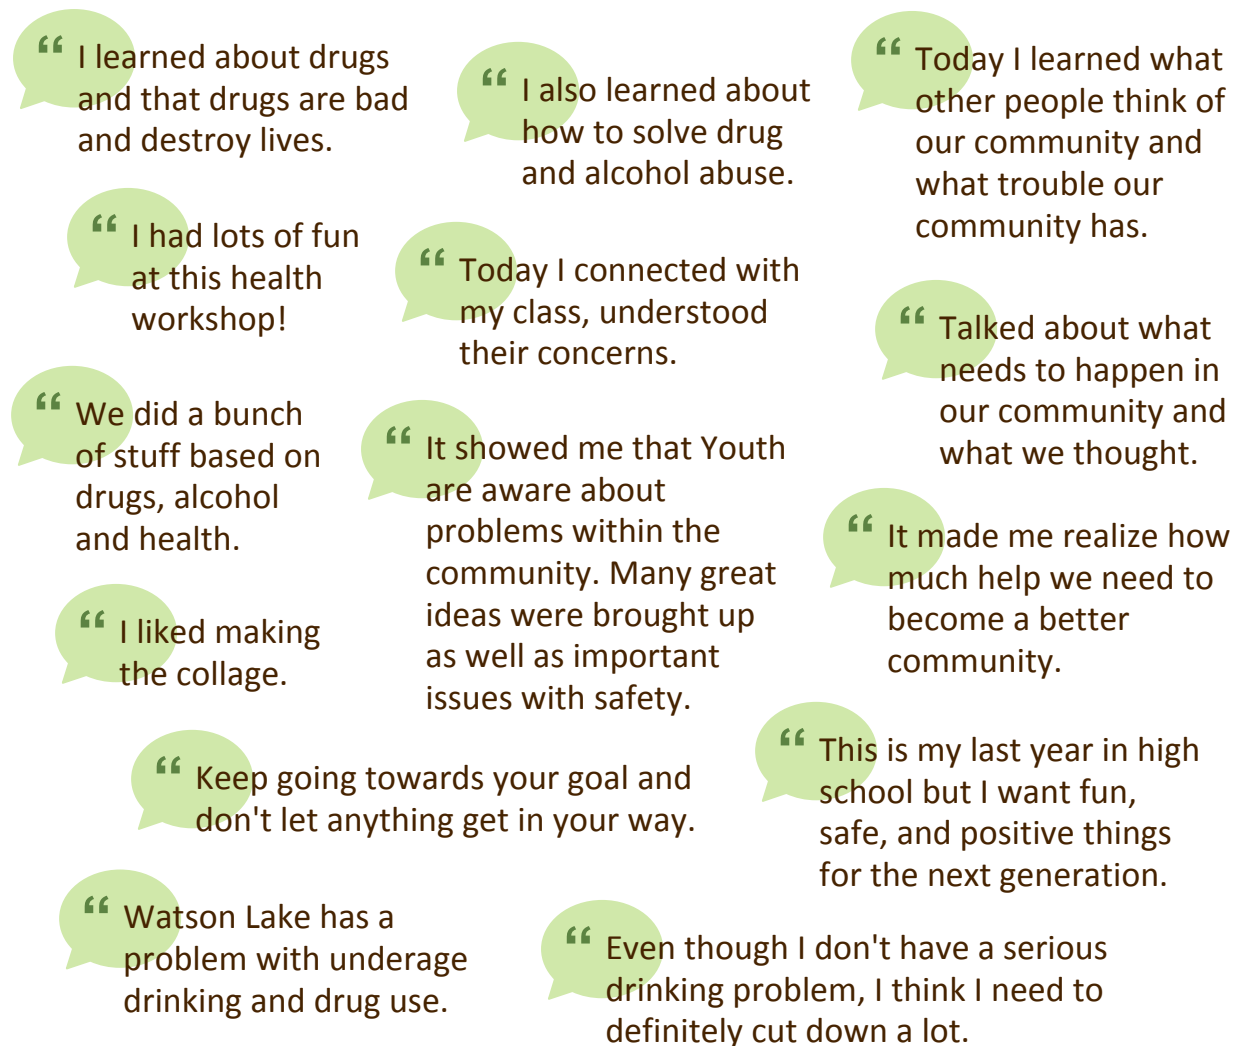 “ I learned about drugs
and that drugs are bad
and destroy lives.
“ I also learned about
how to solve drug
and alcohol abuse.
“ Today I learned what
other people think of
our community and
what trouble our
community has.
“ I had lots of fun
at this health
workshop!
“ Today I connected with
my class, understood
their concerns.
“ Talked about what
needs to happen in
our community and
what we thought.
“ We did a bunch
of stuff based on
drugs, alcohol
and health.
“ It showed me that Youth
are aware about
problems within the
community. Many great
ideas were brought up
as well as important
issues with safety.
“ It made me realize how
much help we need to
become a better
community.
“ I liked making
the collage.
“ Keep going towards your goal and
don't let anything get in your way.
“ This is my last year in high
school but I want fun,
safe, and positive things
for the next generation.
“ Watson Lake has a
problem with underage
drinking and drug use.
“ Even though I don't have a serious
drinking problem, I think I need to
definitely cut down a lot.